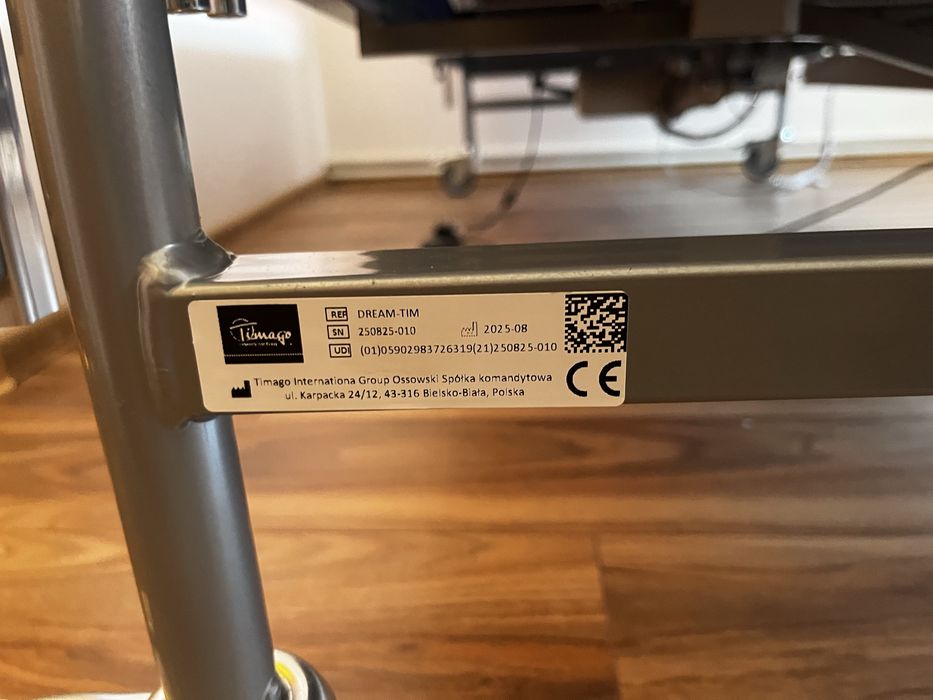 Timago
REF DREAM-TIM
SN 250825-010 2025-08
UDI (01)05902983726319(21)250825-010
Timago Internationa Group Ossowski Spółka komandytowa
ul. Karpacka 24/12, 43-316 Bielsko-Biała, Polska
CE